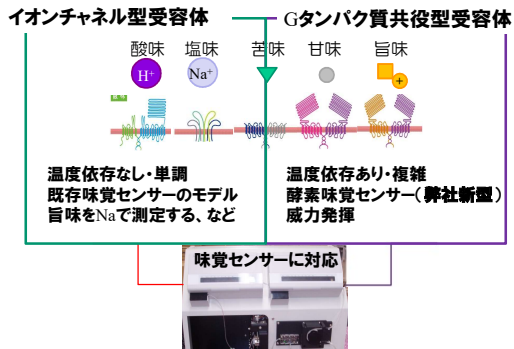 イオンチャネル型受容体
Gタンパク質共役型受容体
酸味 塩味 苦味 甘味 旨味
H+
Na+
+
温度依存なし・単調
既存味覚センサーのモデル
旨味をNaで測定する、など
温度依存あり・複雑
酵素味覚センサー(弊社新型)
威力発揮
味覚センサーに対応